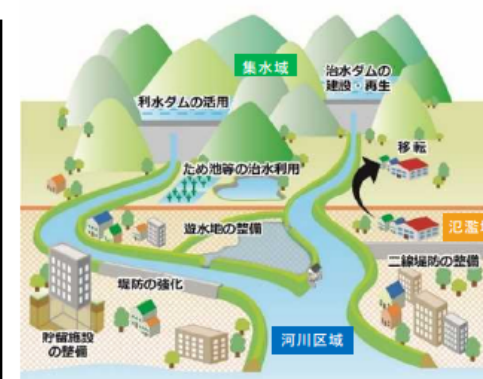 集水域
治水ダムの
建設・再生
利水ダムの活用
移転
ため池等の治水利用
氾濫
遊水地の整備
二線堤防の整備
堤防の強化
貯留施設
の整備
河川区域